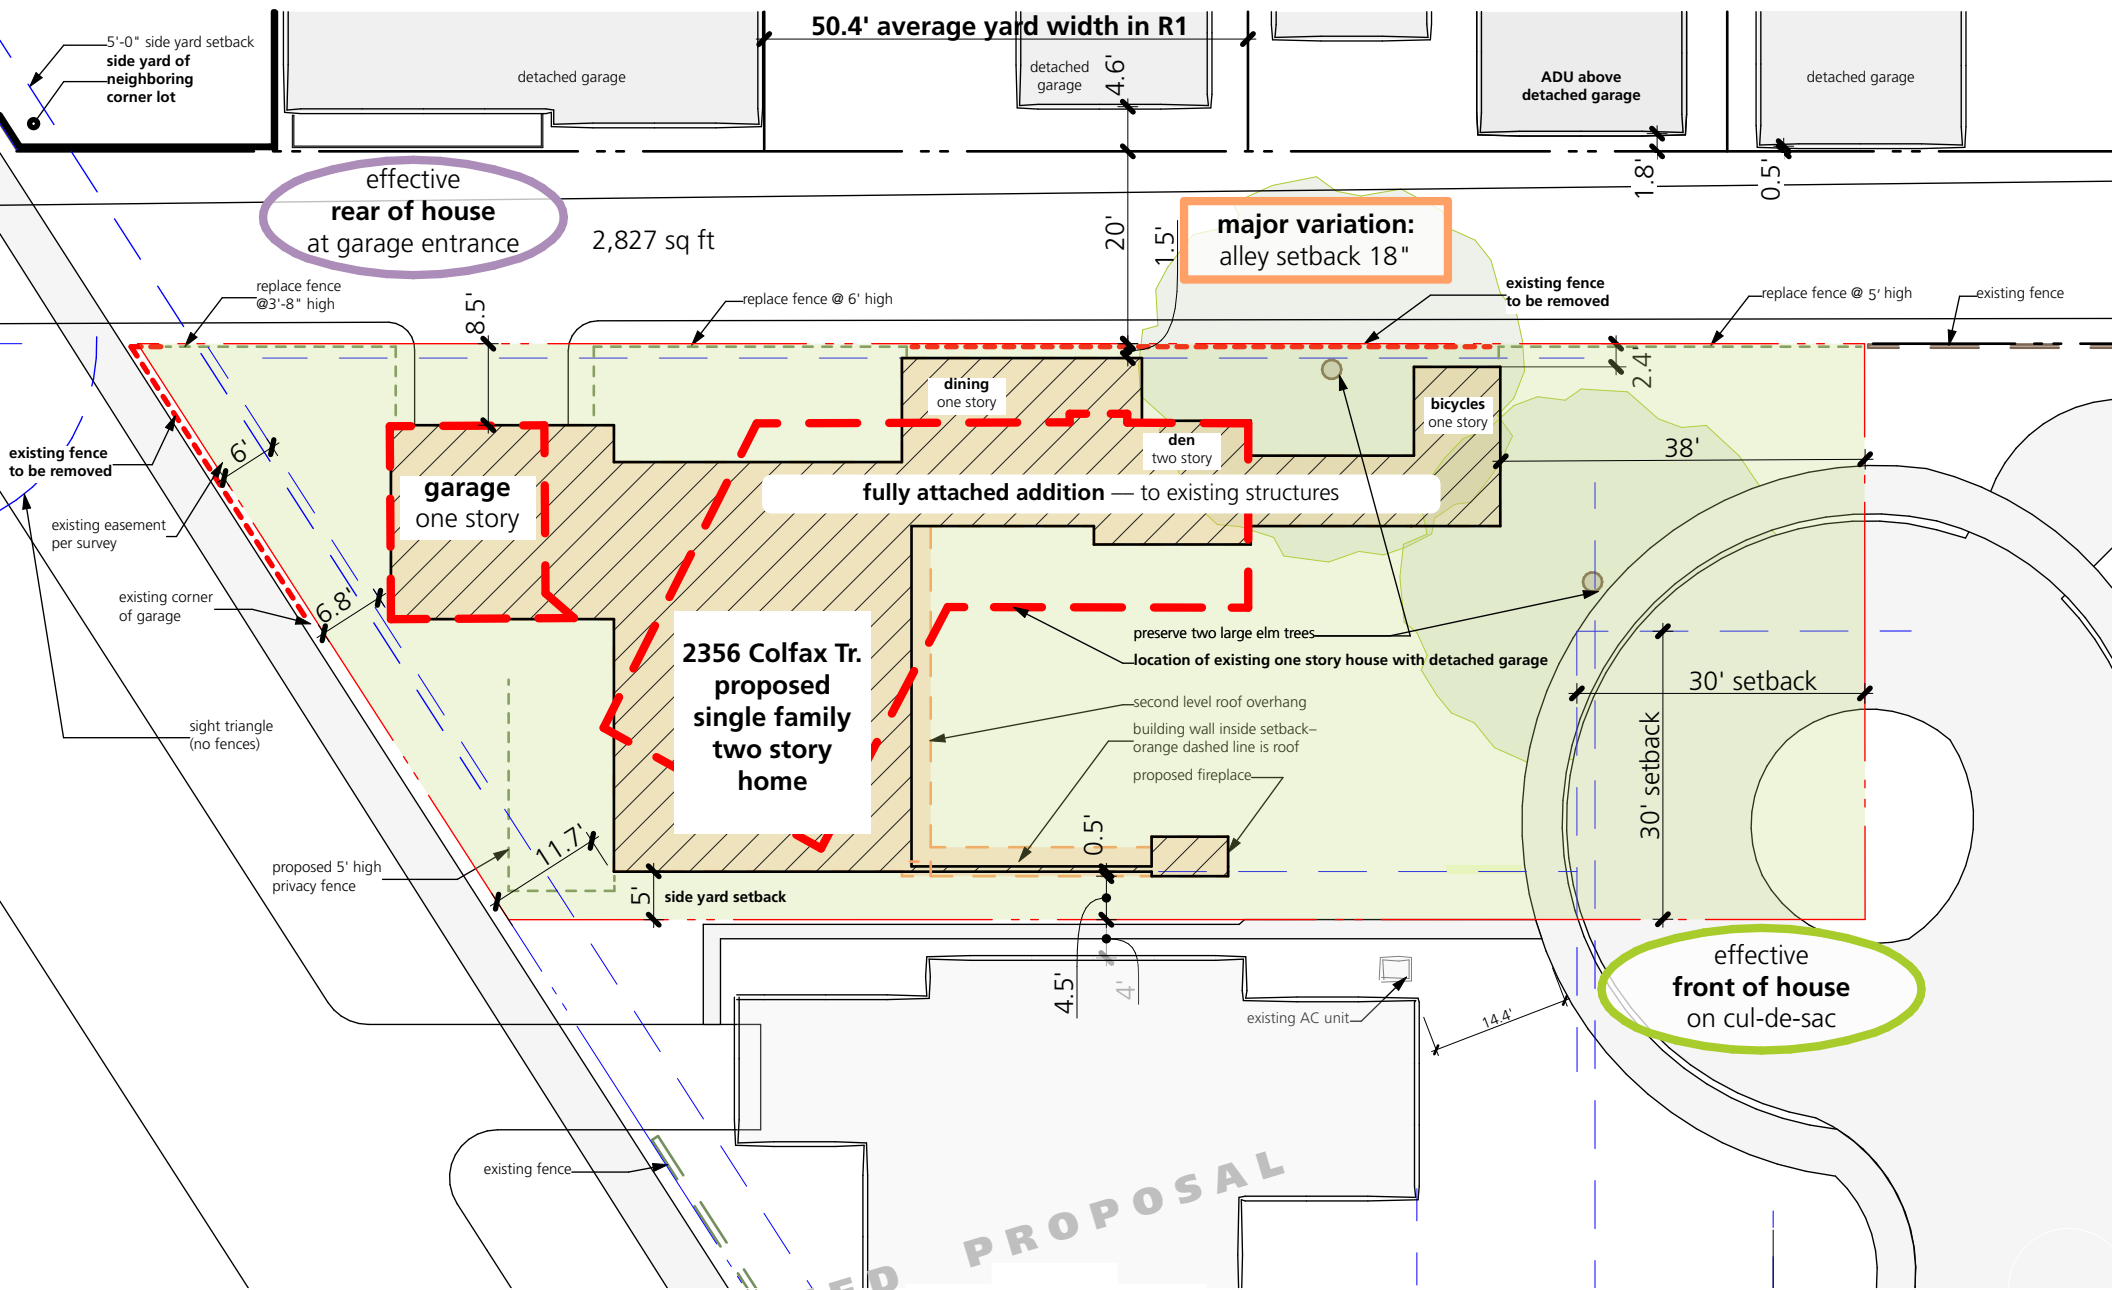 50.4' average yard width in R1
5'-0" side yard setback
side yard of
neighboring
corner lot
detached garage
detached
garage
4.6'
ADU above
detached garage
detached garage
1.8'
0.5'
effective
rear of house
at garage entrance
2,827 sq ft
20'
1.5'
major variation:
alley setback 18"
replace fence
@3'-8" high
8.5'
replace fence @ 6' high
existing fence
to be removed
replace fence @ 5' high
existing fence
2.4'
dining
one story
bicycles
one story
den
two story
38'
6'
existing fence
to be removed
garage
one story
fully attached addition — to existing structures
existing easement
per survey
existing corner
of garage
6.8'
preserve two large elm trees
location of existing one story house with detached garage
2356 Colfax Tr.
proposed
single family
two story
home
second level roof overhang
building wall inside setback–
orange dashed line is roof
proposed fireplace
30' setback
30' setback
sight triangle
(no fences)
11.7'
0.5'
proposed 5' high
privacy fence
5'
side yard setback
4.5'
4'
existing AC unit
14.4'
effective
front of house
on cul-de-sac
existing fence
PROPOSAL